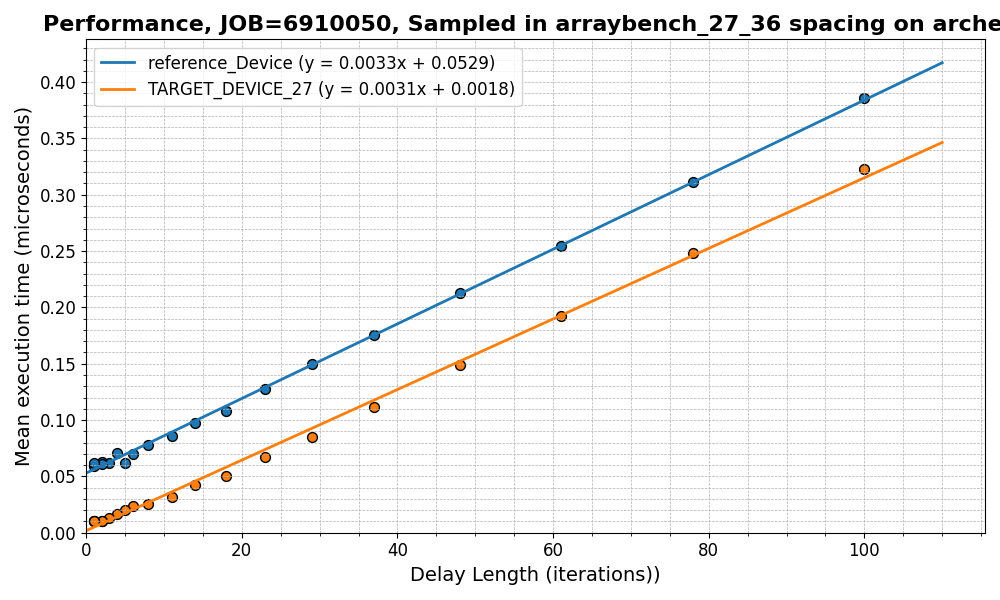 Performance, JOB=6910050, Sampled in arraybench_27_36 spacing on arche
reference_Device (y = 0.0033x + 0.0529)
TARGET_DEVICE_27 (y = 0.0031x + 0.0018)
Mean execution time (microseconds)
0.40
0.35
0.30
0.25
0.20
0.15
0.10
0.05
0.00
0 20 40 60 80 100
Delay Length (iterations))